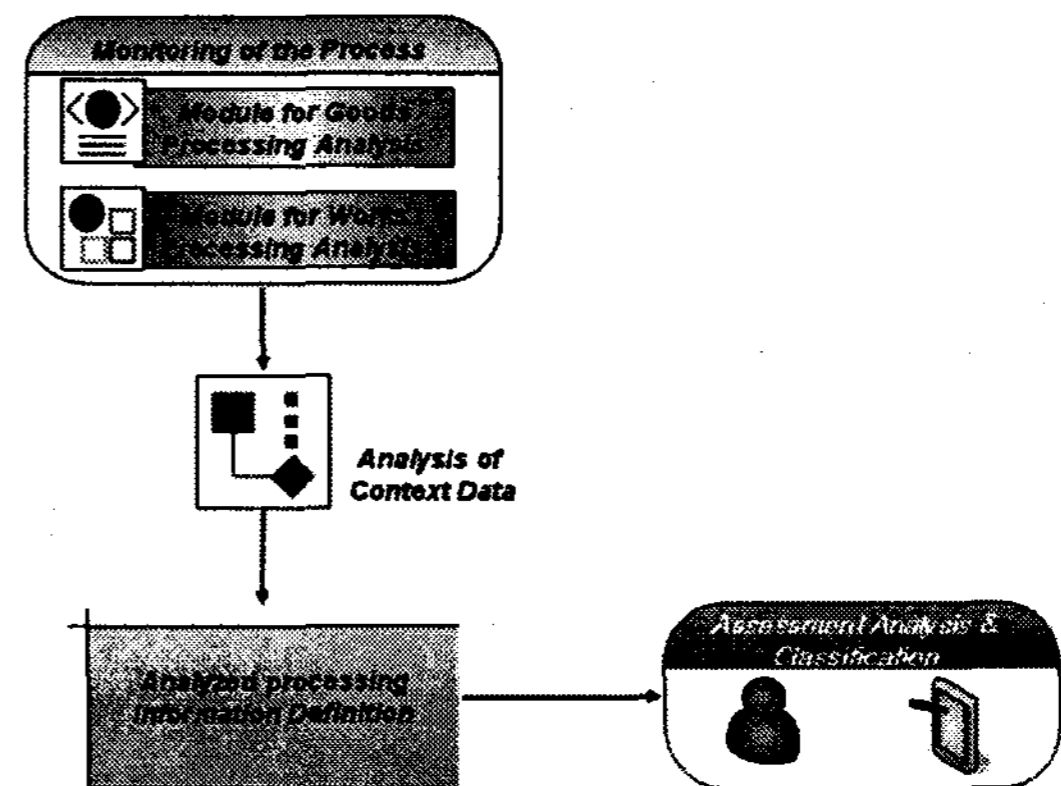 Monitoring of the Process
Module for Goods
Processing Analysis
Module for Works
Processing Analysis
Analysis of
Context Data
Analyzed processing
Information Definition
Assessment Analysis &
Classification